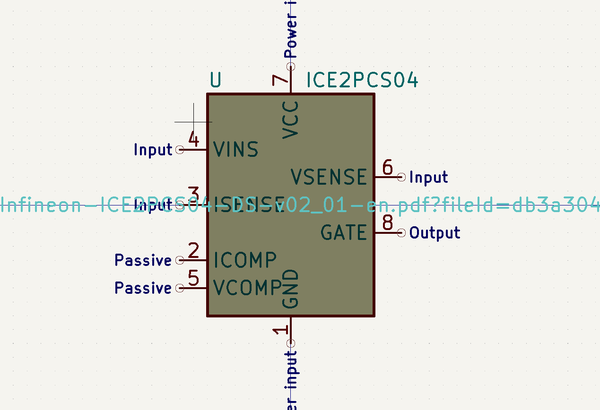 Power i
7
U
ICE2PCS04
VCC
Input 4 VINS
VSENSE 6 Input
Input 3 ISENSE
Infineon-ICE2PCS04-DS-v02_01-en.pdf?fileId=db3a304
GATE 8 Output
Passive 2 ICOMP
Passive 5 VCOMP
GND
1
er input